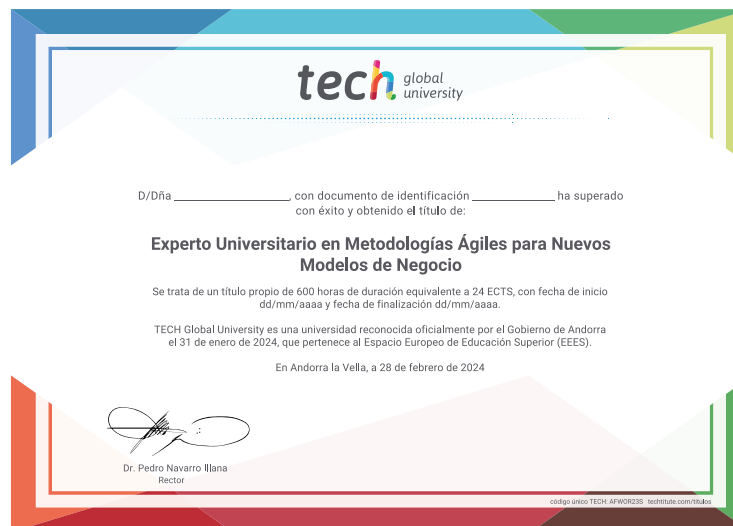 tech global university
D/Dña ____________________, con documento de identificación ______________ ha superado
con éxito y obtenido el título de:
Experto Universitario en Metodologías Ágiles para Nuevos
Modelos de Negocio
Se trata de un título propio de 600 horas de duración equivalente a 24 ECTS, con fecha de inicio
dd/mm/aaaa y fecha de finalización dd/mm/aaaa.
TECH Global University es una universidad reconocida oficialmente por el Gobierno de Andorra
el 31 de enero de 2024, que pertenece al Espacio Europeo de Educación Superior (EEES).
En Andorra la Vella, a 28 de febrero de 2024
Dr. Pedro Navarro Illana
Rector
código único TECH: AFWOR23S techtitute.com/titulos